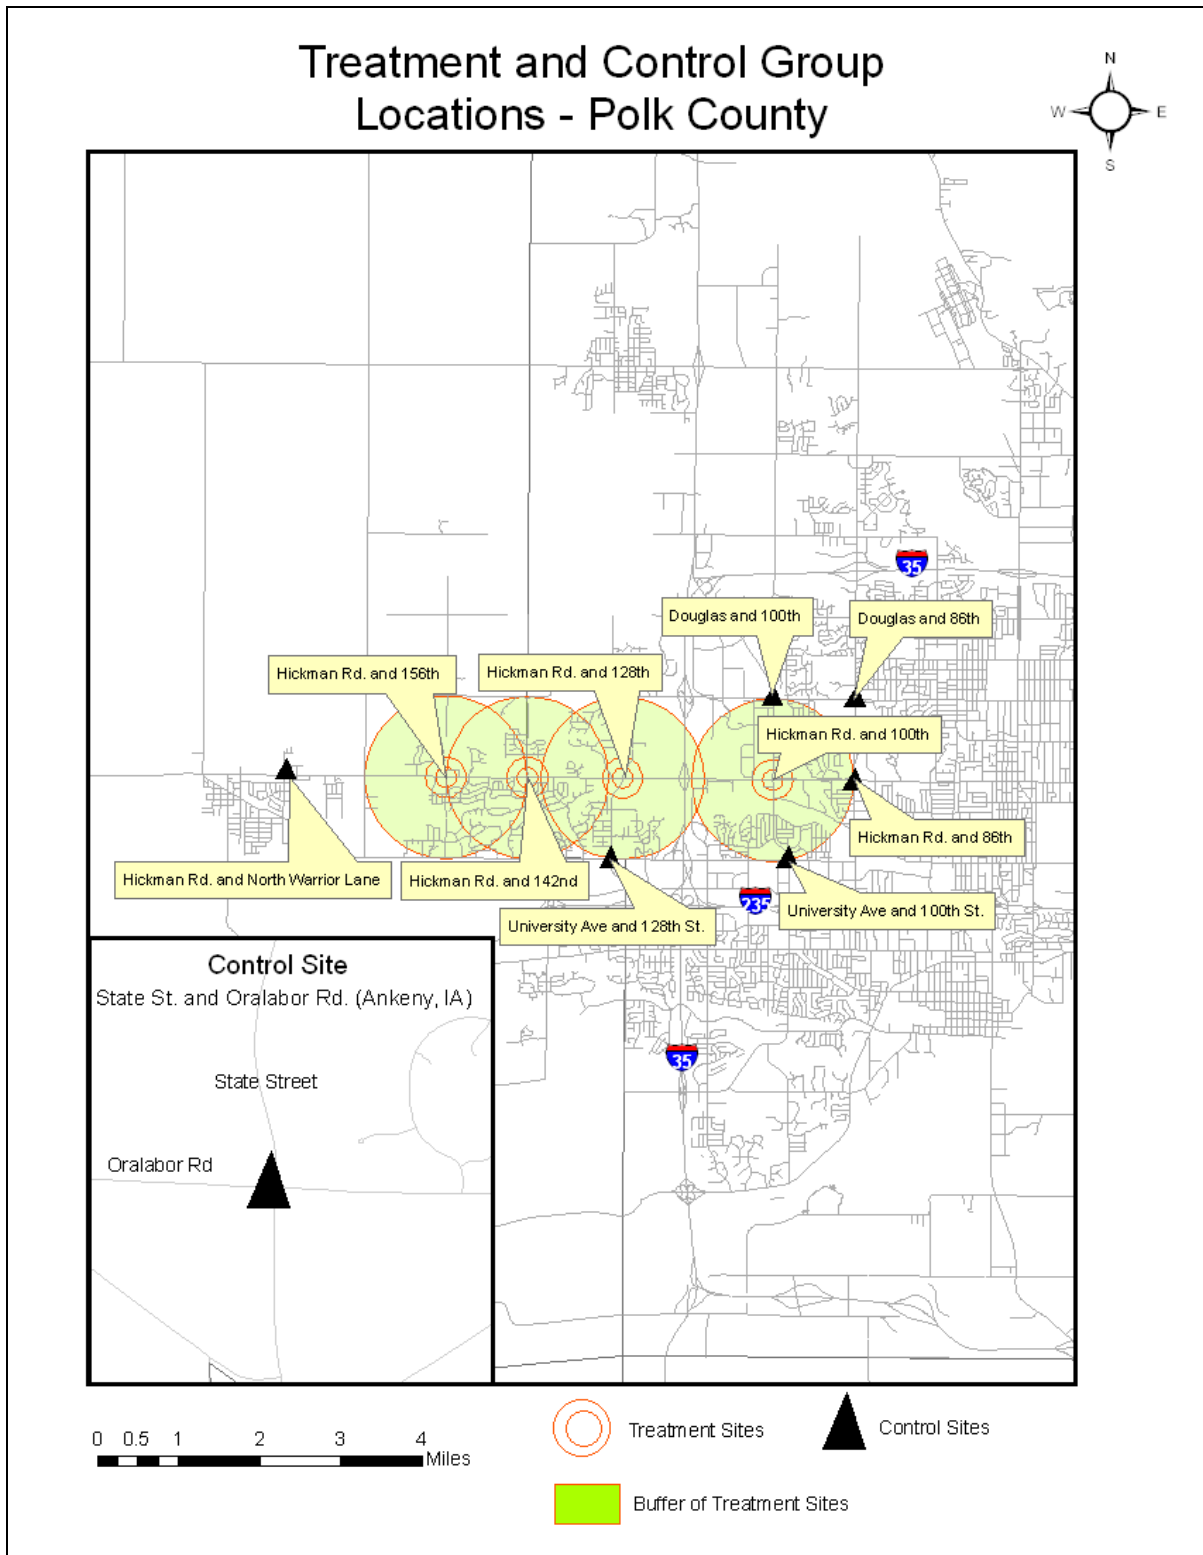 Treatment and Control Group
Locations - Polk County
N
W
E
S
35
Douglas and 100th
Douglas and 86th
Hickman Rd. and 156th
Hickman Rd. and 128th
Hickman Rd. and 100th
Hickman Rd. and 86th
Hickman Rd. and North Warrior Lane
Hickman Rd. and 142nd
235
University Ave and 100th St.
University Ave and 128th St.
Control Site
State St. and Oralabor Rd. (Ankeny, IA)
35
State Street
Oralabor Rd
0 0.5 1 2 3 4
Miles
Treatment Sites
Control Sites
Buffer of Treatment Sites